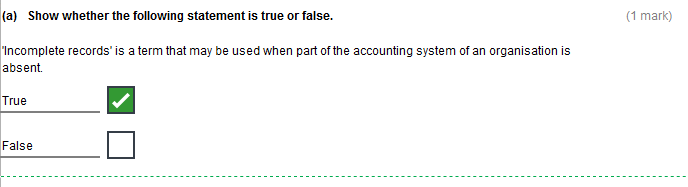 (a) Show whether the following statement is true or false. (1 mark)
'Incomplete records' is a term that may be used when part of the accounting system of an organisation is
absent.
True
False